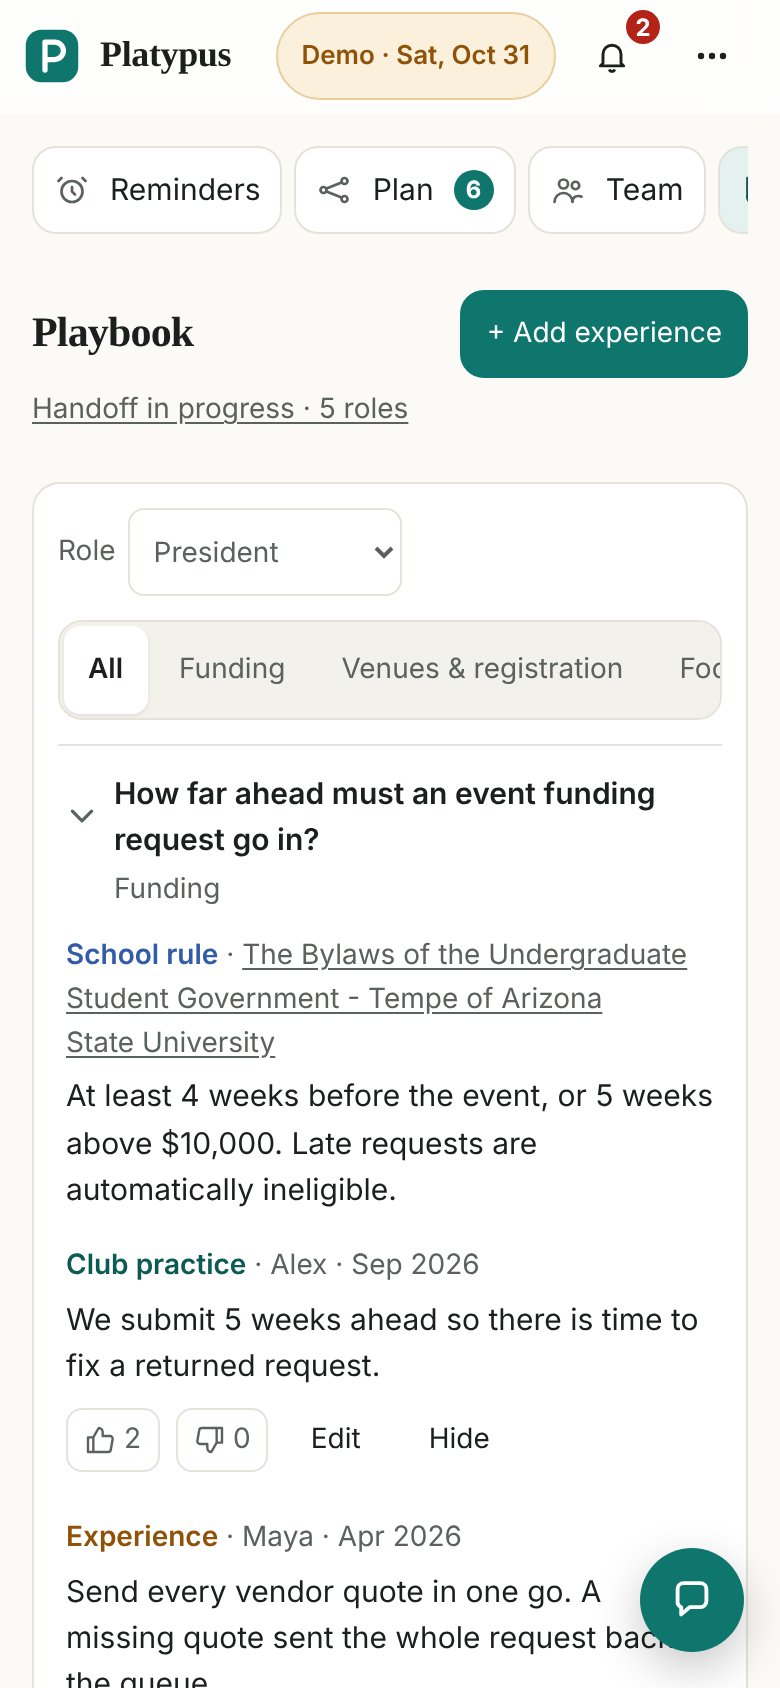 Platypus
Demo · Sat, Oct 31
2
Reminders
Plan 6
Team
Playbook
+ Add experience
Handoff in progress · 5 roles
Role
President
All
Funding
Venues & registration
Foo
How far ahead must an event funding
request go in?
Funding
School rule · The Bylaws of the Undergraduate
Student Government - Tempe of Arizona
State University
At least 4 weeks before the event, or 5 weeks
above $10,000. Late requests are
automatically ineligible.
Club practice · Alex · Sep 2026
We submit 5 weeks ahead so there is time to
fix a returned request.
2
0
Edit
Hide
Experience · Maya · Apr 2026
Send every vendor quote in one go. A
missing quote sent the whole request back
the queue